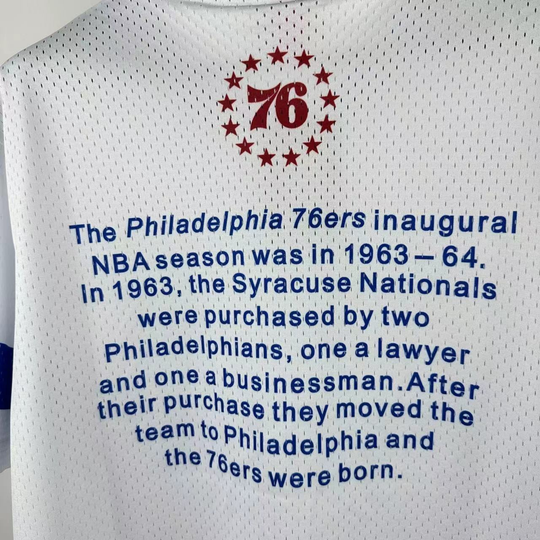 76
The Philadelphia 76ers inaugural
NBA season was in 1963 – 64.
In 1963, the Syracuse Nationals
were purchased by two
Philadelphians, one a lawyer
and one a businessman.After
their purchase they moved the
team to Philadelphia and
the 76ers were born.